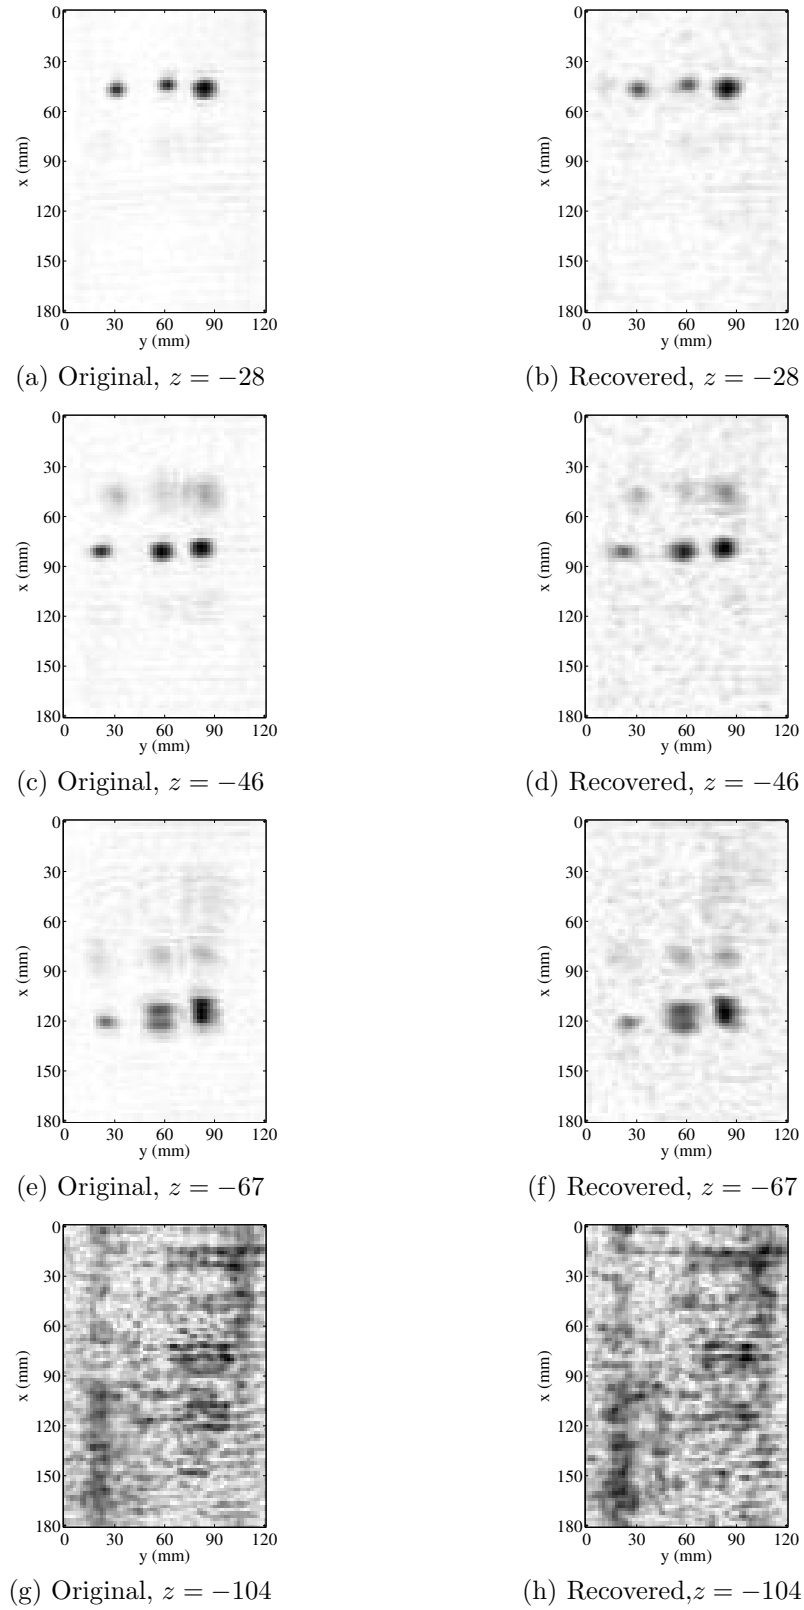 0
30
60
90
120
150
180
x (mm)
0 30 60 90 120
y (mm)
(a) Original, z = −28
0
30
60
90
120
150
180
x (mm)
0 30 60 90 120
y (mm)
(b) Recovered, z = −28
0
30
60
90
120
150
180
x (mm)
0 30 60 90 120
y (mm)
(c) Original, z = −46
0
30
60
90
120
150
180
x (mm)
0 30 60 90 120
y (mm)
(d) Recovered, z = −46
0
30
60
90
120
150
180
x (mm)
0 30 60 90 120
y (mm)
(e) Original, z = −67
0
30
60
90
120
150
180
x (mm)
0 30 60 90 120
y (mm)
(f) Recovered, z = −67
0
30
60
90
120
150
180
x (mm)
0 30 60 90 120
y (mm)
(g) Original, z = −104
0
30
60
90
120
150
180
x (mm)
0 30 60 90 120
y (mm)
(h) Recovered,z = −104